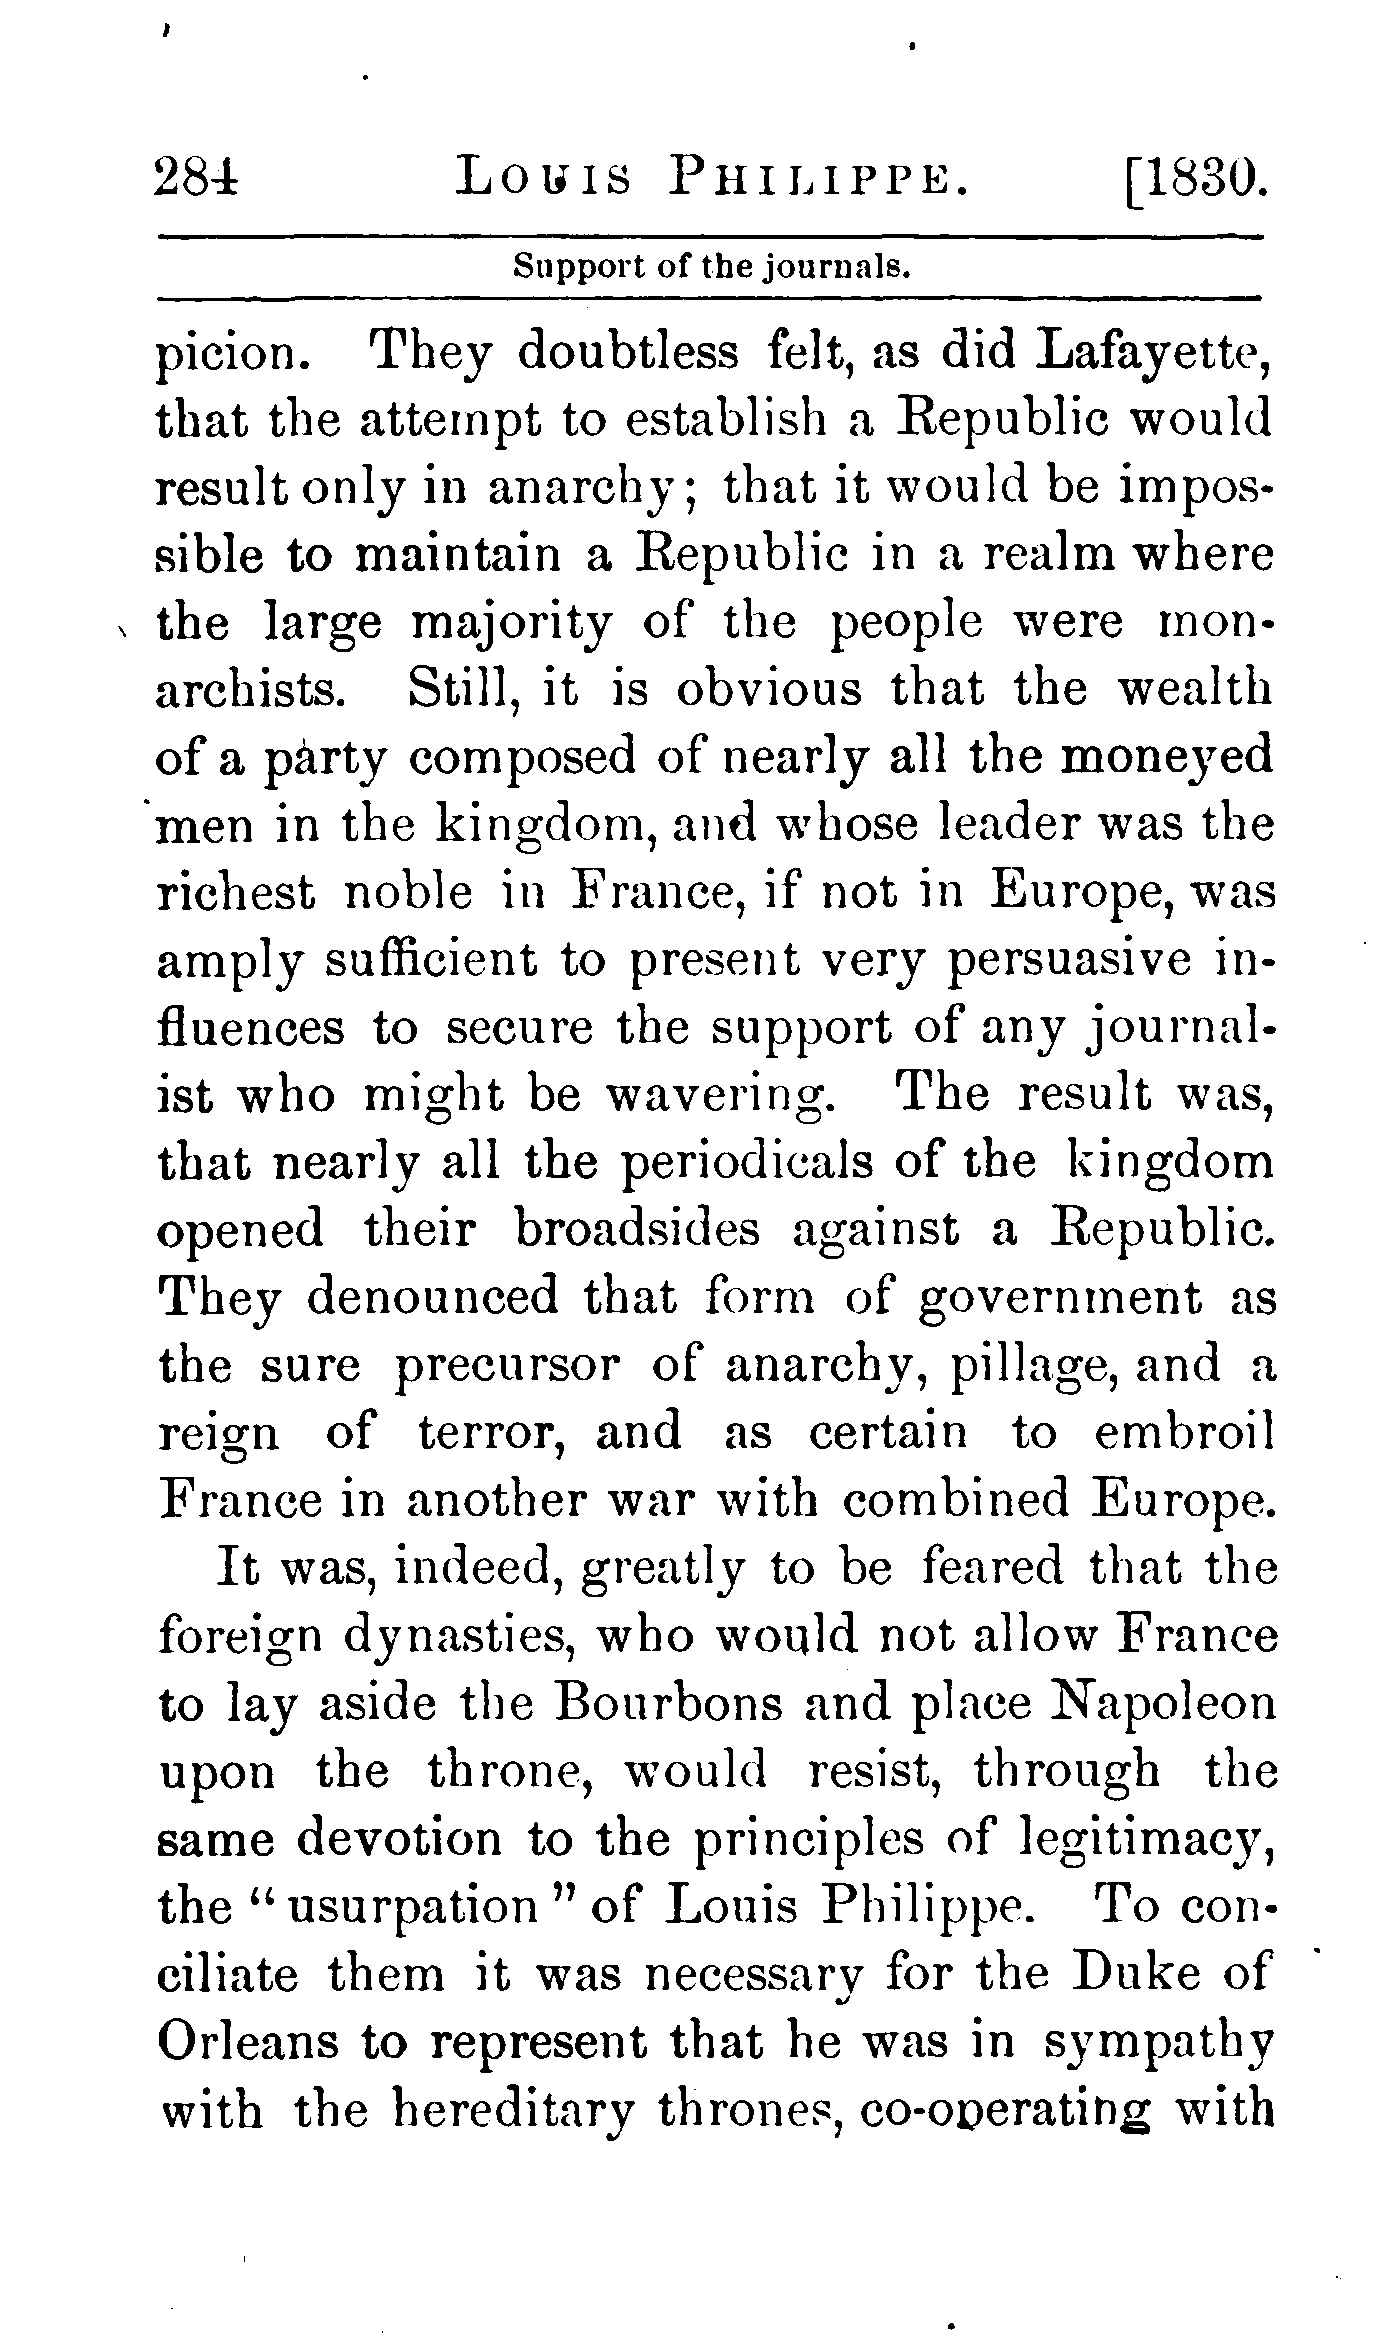 284 LOUIS PHILIPPE. [1830.
Support of the journals.
picion. They doubtless felt, as did Lafayette,
that the attempt to establish a Republic would
result only in anarchy; that it would be impos-
sible to maintain a Republic in a realm where
the large majority of the people were mon-
archists. Still, it is obvious that the wealth
of a party composed of nearly all the moneyed
men in the kingdom, and whose leader was the
richest noble in France, if not in Europe, was
amply sufficient to present very persuasive in-
fluences to secure the support of any journal-
ist who might be wavering. The result was,
that nearly all the periodicals of the kingdom
opened their broadsides against a Republic.
They denounced that form of government as
the sure precursor of anarchy, pillage, and a
reign of terror, and as certain to embroil
France in another war with combined Europe.
It was, indeed, greatly to be feared that the
foreign dynasties, who would not allow France
to lay aside the Bourbons and place Napoleon
upon the throne, would resist, through the
same devotion to the principles of legitimacy,
the "usurpation" of Louis Philippe. To con-
ciliate them it was necessary for the Duke of
Orleans to represent that he was in sympathy
with the hereditary thrones, co-operating with